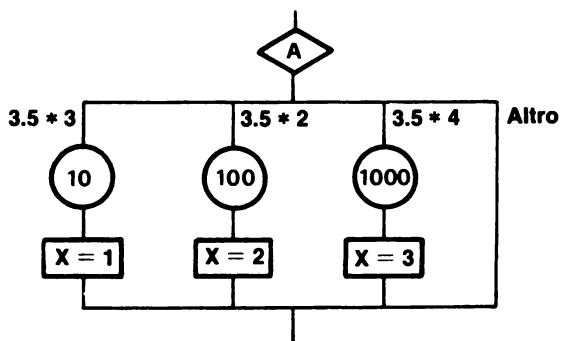 A
3.5 * 3 3.5 * 2 3.5 * 4 Altro
10 100 1000
X = 1 X = 2 X = 3